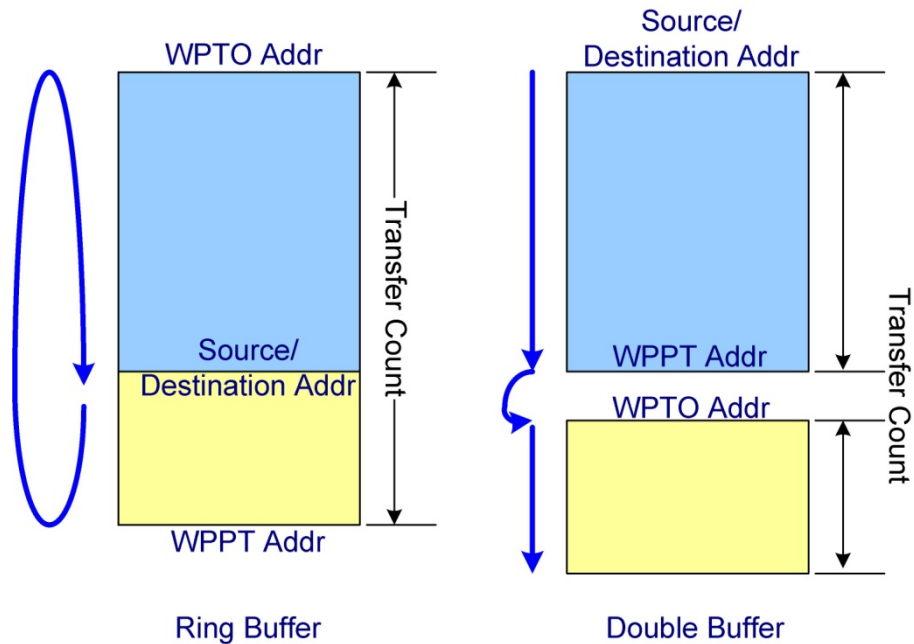 WPTO Addr
Transfer Count
Source/
Destination Addr
WPPT Addr
Ring Buffer
Source/
Destination Addr
WPPT Addr
WPTO Addr
Transfer Count
Double Buffer